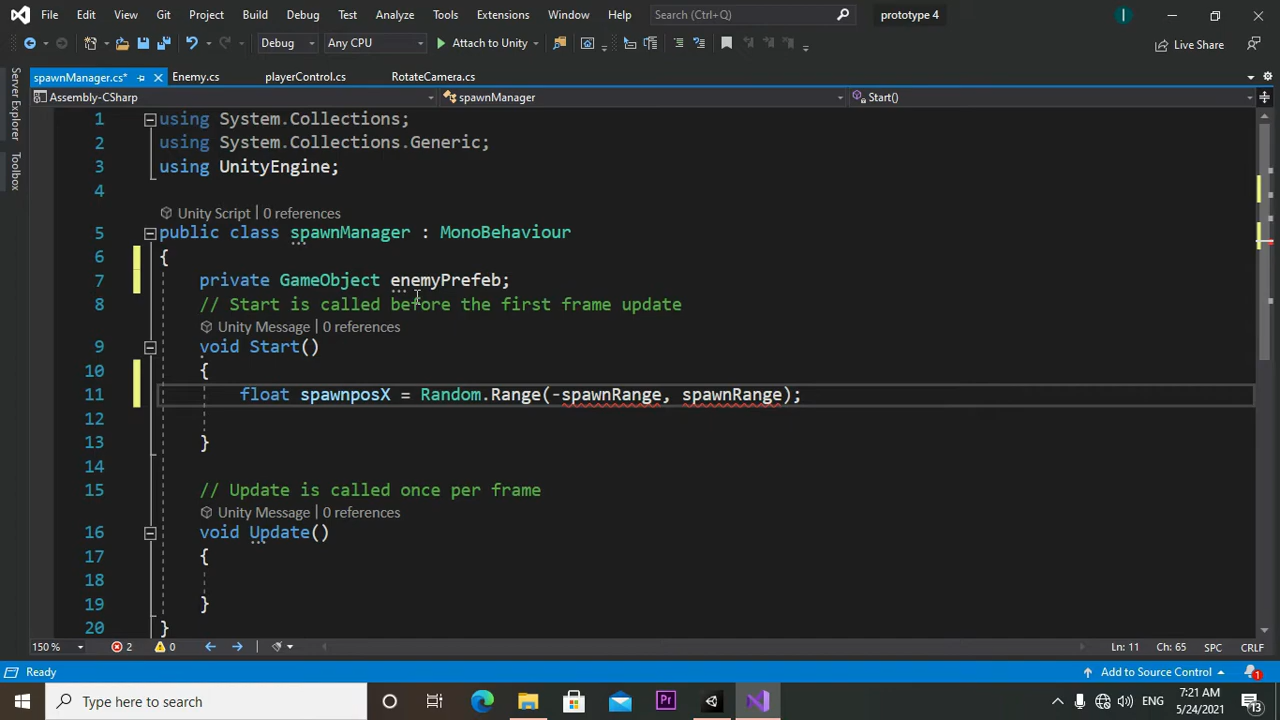 File Edit View Git Project Build Debug Test Analyze Tools Extensions Window Help Search (Ctrl+Q) prototype 4 I
Debug Any CPU Attach to Unity Live Share
spawnManager.cs* Enemy.cs playerControl.cs RotateCamera.cs
Assembly-CSharp spawnManager Start()
Server Explorer
Toolbox
1 using System.Collections;
2 using System.Collections.Generic;
3 using UnityEngine;
4
Unity Script | 0 references
5 public class spawnManager : MonoBehaviour
6 {
7 private GameObject enemyPrefeb;
8 // Start is called before the first frame update
Unity Message | 0 references
9 void Start()
10 {
11 float spawnposX = Random.Range(-spawnRange, spawnRange);
12
13 }
14
15 // Update is called once per frame
Unity Message | 0 references
16 void Update()
17 {
18
19 }
20 }
150 % 2 0 Ln: 11 Ch: 65 SPC CRLF
Ready Add to Source Control 1
Type here to search Pr ENG 7:21 AM 5/24/2021 13